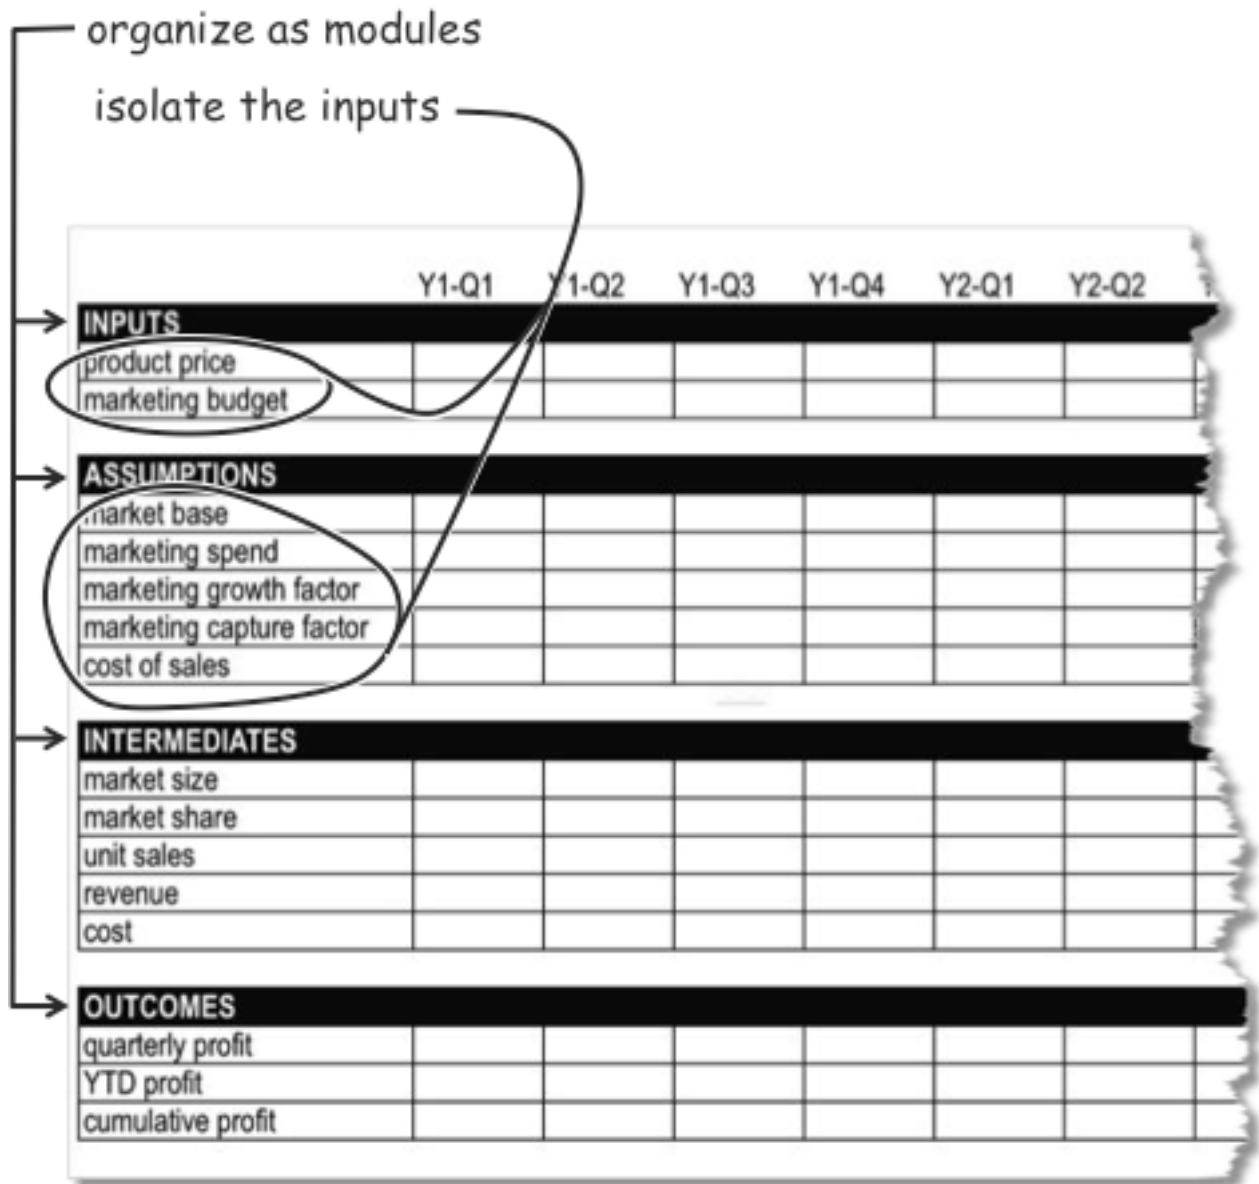 organize as modules
isolate the inputs
Y1-Q1 Y1-Q2 Y1-Q3 Y1-Q4 Y2-Q1 Y2-Q2
INPUTS
product price
marketing budget
ASSUMPTIONS
market base
marketing spend
marketing growth factor
marketing capture factor
cost of sales
INTERMEDIATES
market size
market share
unit sales
revenue
cost
OUTCOMES
quarterly profit
YTD profit
cumulative profit